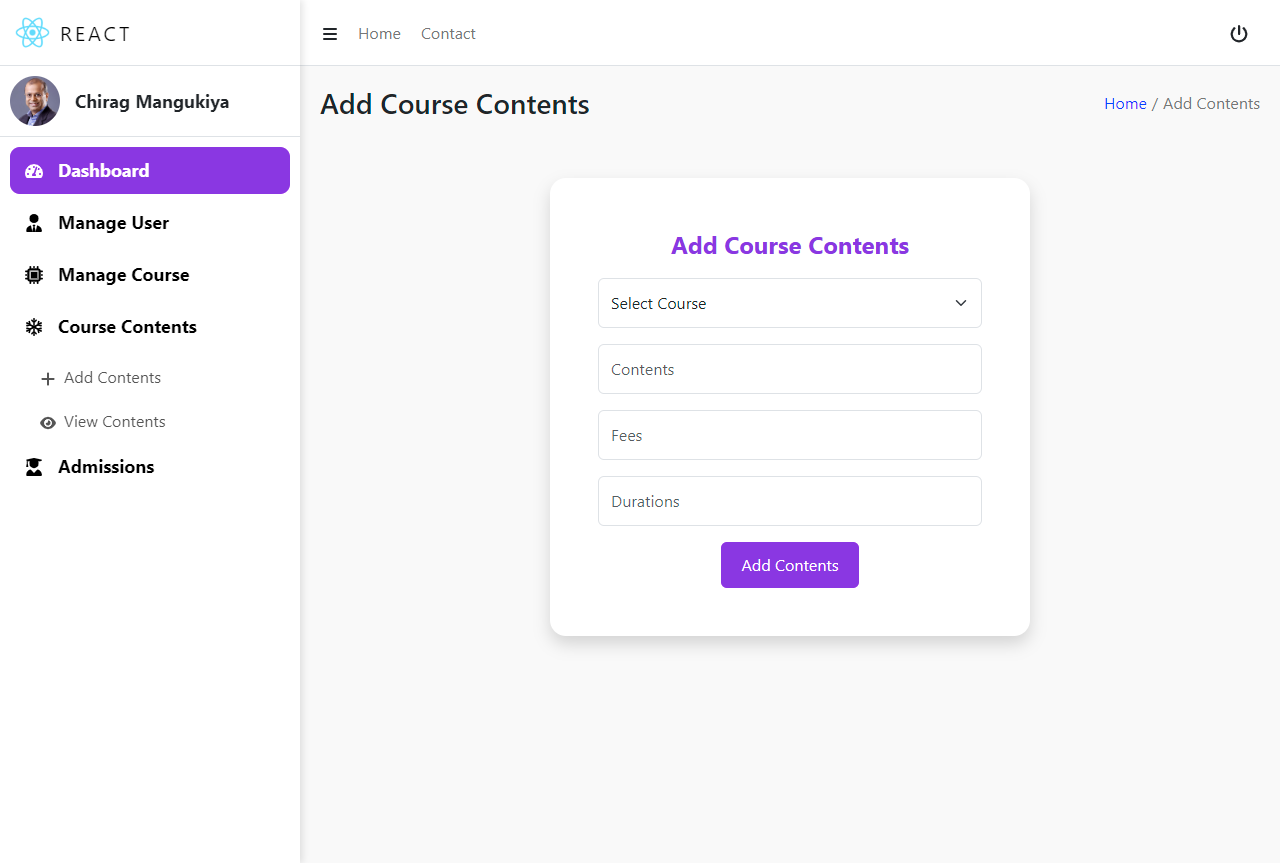 REACT
Home
Contact
Chirag Mangukiya
Dashboard
Manage User
Manage Course
Course Contents
Add Contents
View Contents
Admissions
Add Course Contents
Home / Add Contents
Add Course Contents
Select Course
Contents
Fees
Durations
Add Contents